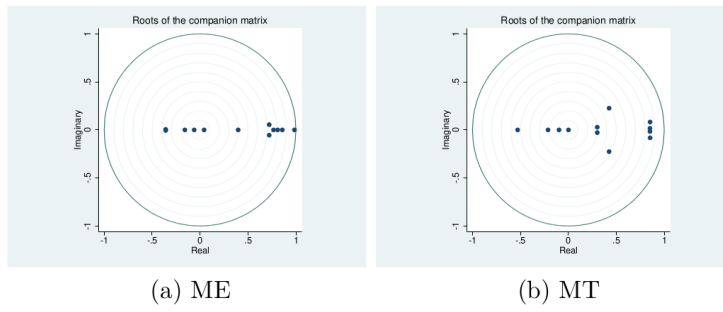 Roots of the companion matrix
Imaginary
1
.5
0
-.5
-1
-1
-.5
0
.5
1
Real
(a) ME
Roots of the companion matrix
Imaginary
1
.5
0
-.5
-1
-1
-.5
0
.5
1
Real
(b) MT